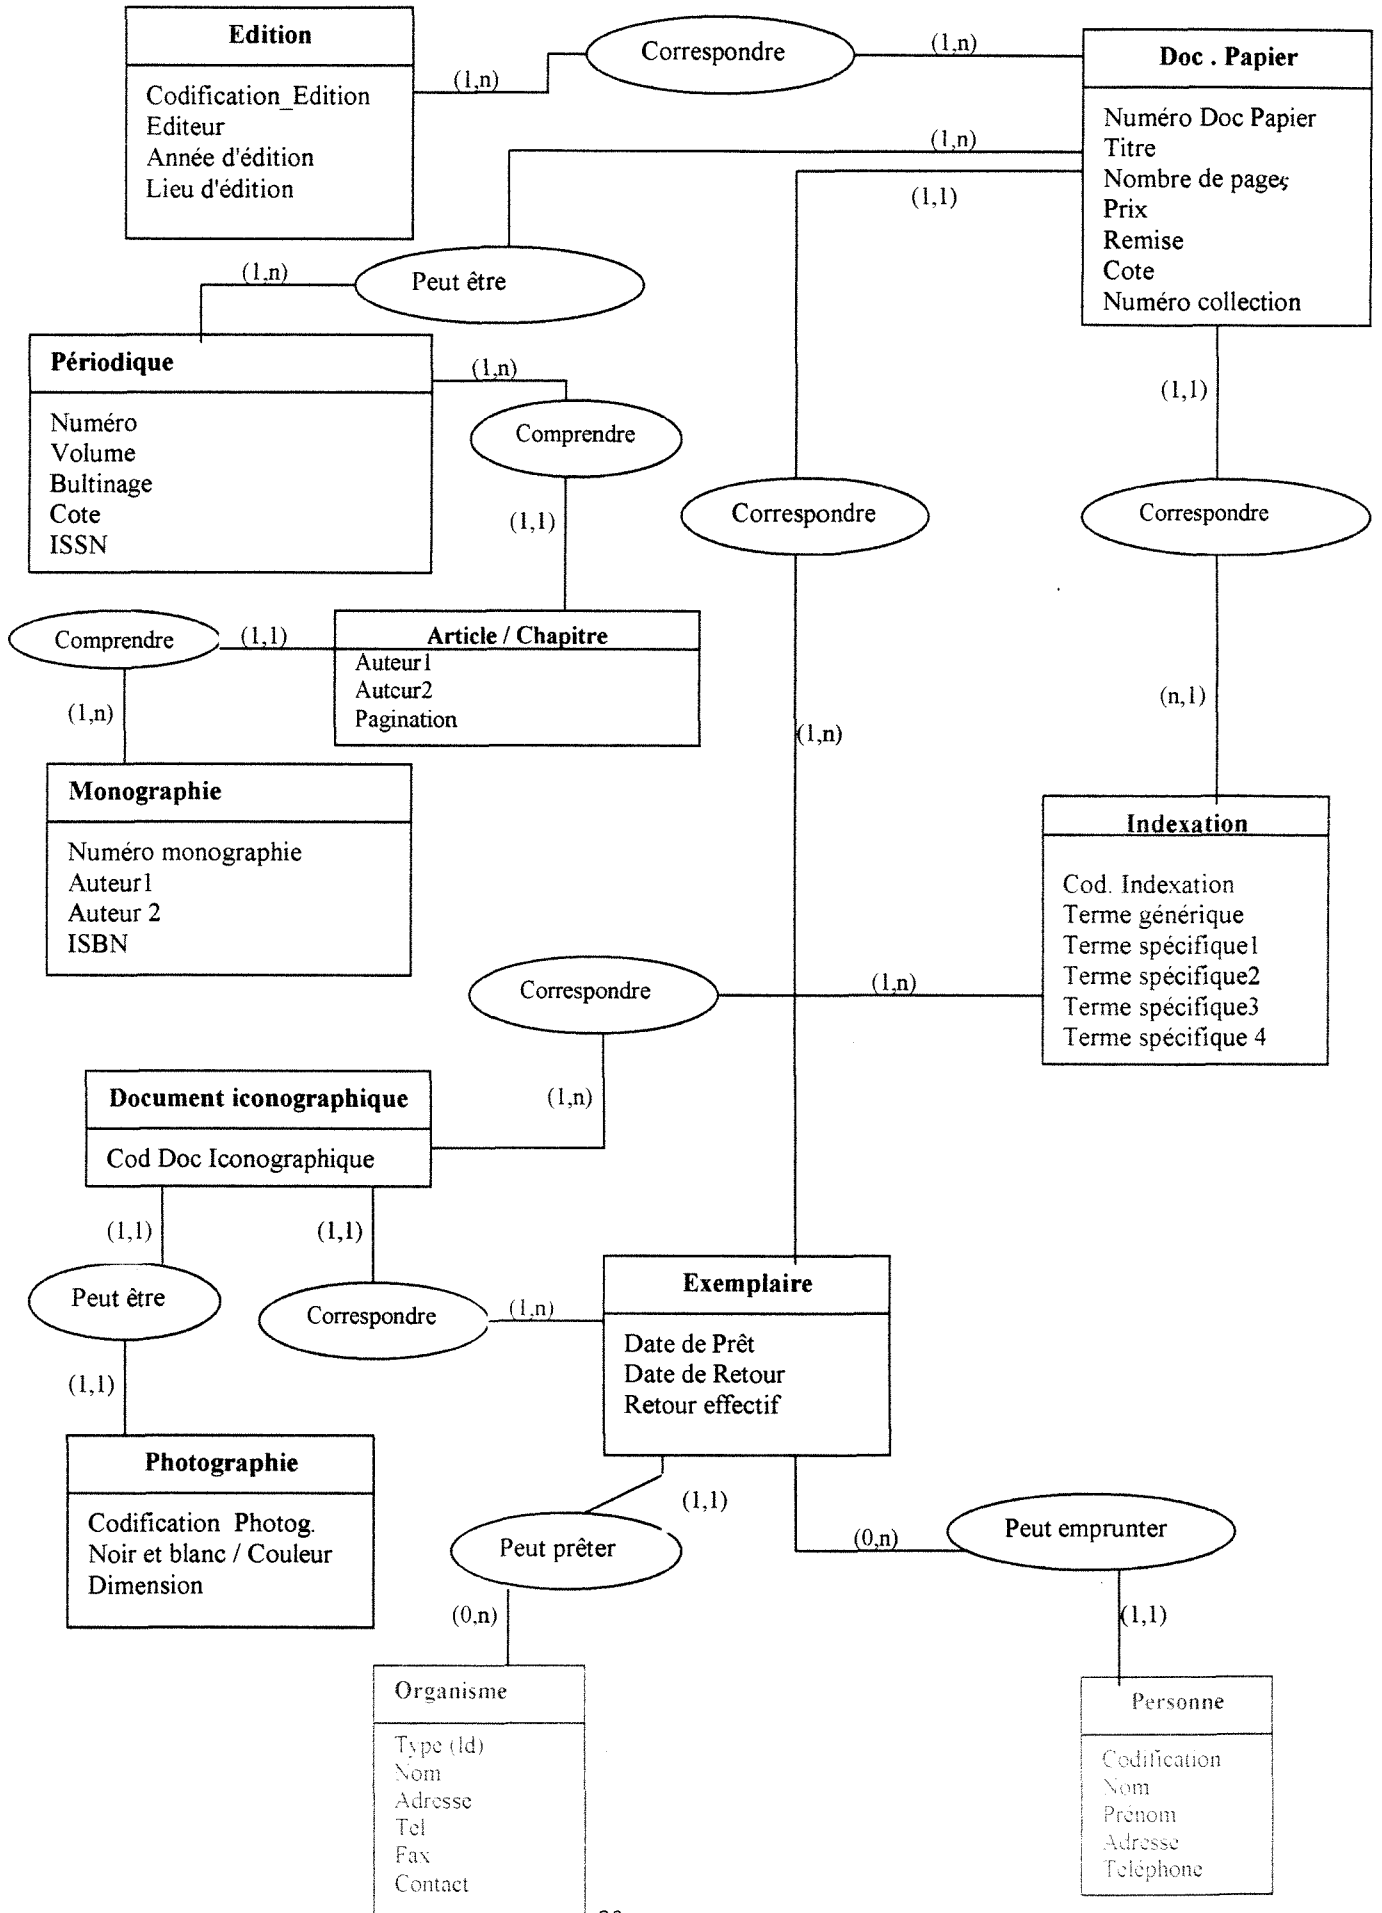 Edition
Codification_Edition
Editeur
Année d'édition
Lieu d'édition
(1,n)
Correspondre
(1,n)
Doc . Papier
Numéro Doc Papier
Titre
Nombre de pages
Prix
Remise
Cote
Numéro collection
(1,n)
(1,1)
(1,n)
Peut être
Périodique
Numéro
Volume
Bultinage
Cote
ISSN
(1,n)
Comprendre
(1,1)
(1,1)
Correspondre
Correspondre
Comprendre
(1,1)
Article / Chapitre
Auteur1
Auteur2
Pagination
(1,n)
(n,1)
(1,n)
Monographie
Numéro monographie
Auteur1
Auteur 2
ISBN
Indexation
Cod. Indexation
Terme générique
Terme spécifique1
Terme spécifique2
Terme spécifique3
Terme spécifique 4
Correspondre
(1,n)
Document iconographique
Cod Doc Iconographique
(1,n)
(1,1)
(1,1)
Peut être
Correspondre
(1,n)
Exemplaire
Date de Prêt
Date de Retour
Retour effectif
(1,1)
Photographie
Codification Photog.
Noir et blanc / Couleur
Dimension
(1,1)
Peut prêter
(0,n)
Peut emprunter
(0,n)
(1,1)
Organisme
Type (Id)
Nom
Adresse
Tel
Fax
Contact
Personne
Codification
Nom
Prénom
Adresse
Teléphone